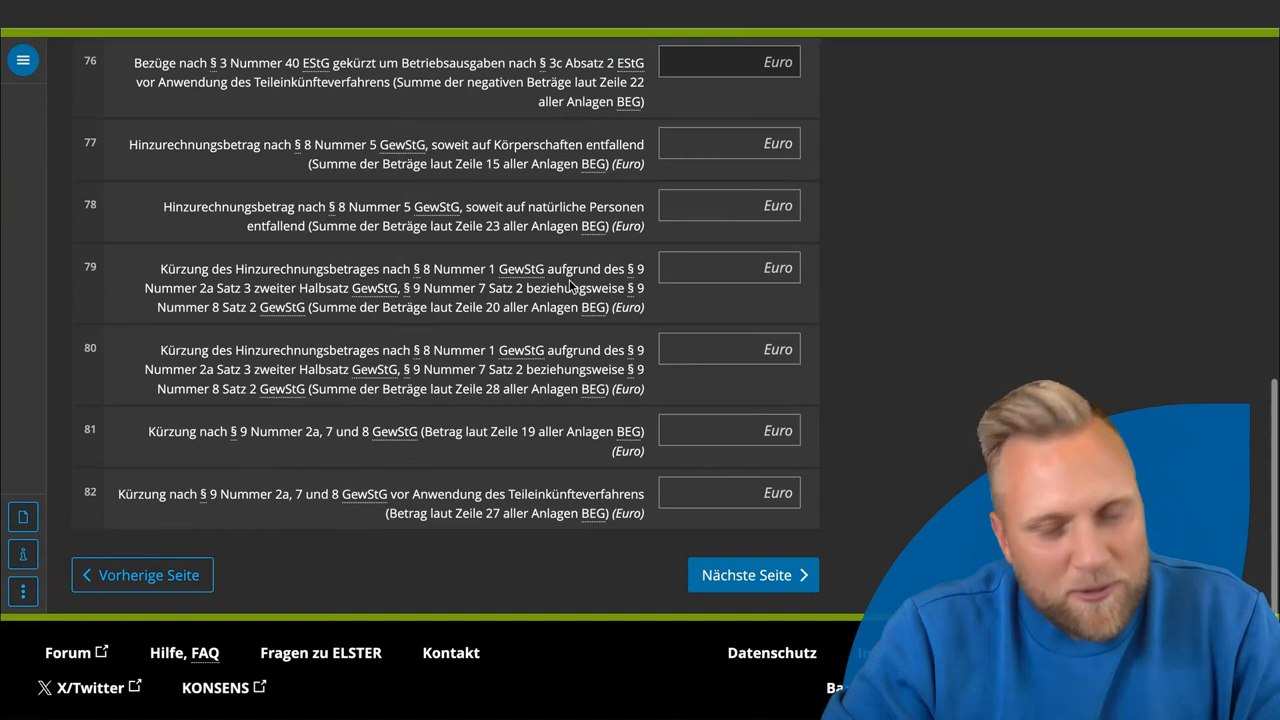 76
Bezüge nach § 3 Nummer 40 EStG gekürzt um Betriebsausgaben nach § 3c Absatz 2 EStG
vor Anwendung des Teileinkünfteverfahrens (Summe der negativen Beträge laut Zeile 22
aller Anlagen BEG)
Euro
77
Hinzurechnungsbetrag nach § 8 Nummer 5 GewStG, soweit auf Körperschaften entfallend
(Summe der Beträge laut Zeile 15 aller Anlagen BEG) (Euro)
Euro
78
Hinzurechnungsbetrag nach § 8 Nummer 5 GewStG, soweit auf natürliche Personen
entfallend (Summe der Beträge laut Zeile 23 aller Anlagen BEG) (Euro)
Euro
79
Kürzung des Hinzurechnungsbetrages nach § 8 Nummer 1 GewStG aufgrund des § 9
Nummer 2a Satz 3 zweiter Halbsatz GewStG, § 9 Nummer 7 Satz 2 beziehungsweise § 9
Nummer 8 Satz 2 GewStG (Summe der Beträge laut Zeile 20 aller Anlagen BEG) (Euro)
Euro
80
Kürzung des Hinzurechnungsbetrages nach § 8 Nummer 1 GewStG aufgrund des § 9
Nummer 2a Satz 3 zweiter Halbsatz GewStG, § 9 Nummer 7 Satz 2 beziehungsweise § 9
Nummer 8 Satz 2 GewStG (Summe der Beträge laut Zeile 28 aller Anlagen BEG) (Euro)
Euro
81
Kürzung nach § 9 Nummer 2a, 7 und 8 GewStG (Betrag laut Zeile 19 aller Anlagen BEG)
(Euro)
Euro
82
Kürzung nach § 9 Nummer 2a, 7 und 8 GewStG vor Anwendung des Teileinkünfteverfahrens
(Betrag laut Zeile 27 aller Anlagen BEG) (Euro)
Euro
Vorherige Seite
Nächste Seite
Forum
Hilfe, FAQ
Fragen zu ELSTER
Kontakt
Datenschutz
X/Twitter
KONSENS